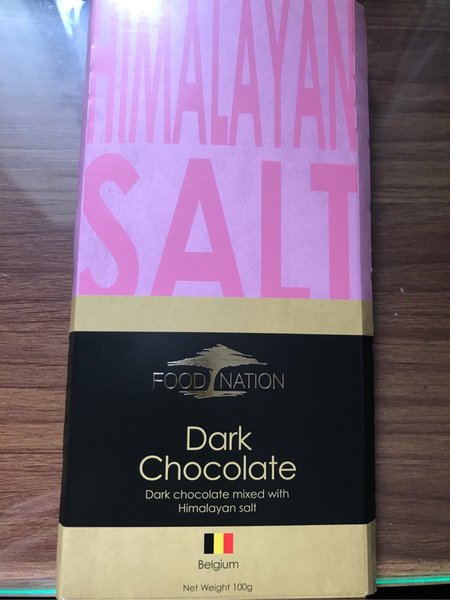 HIMALAYAN
SALT
FOOD NATION
Dark
Chocolate
Dark chocolate mixed with
Himalayan salt
Belgium
Net Weight 100g